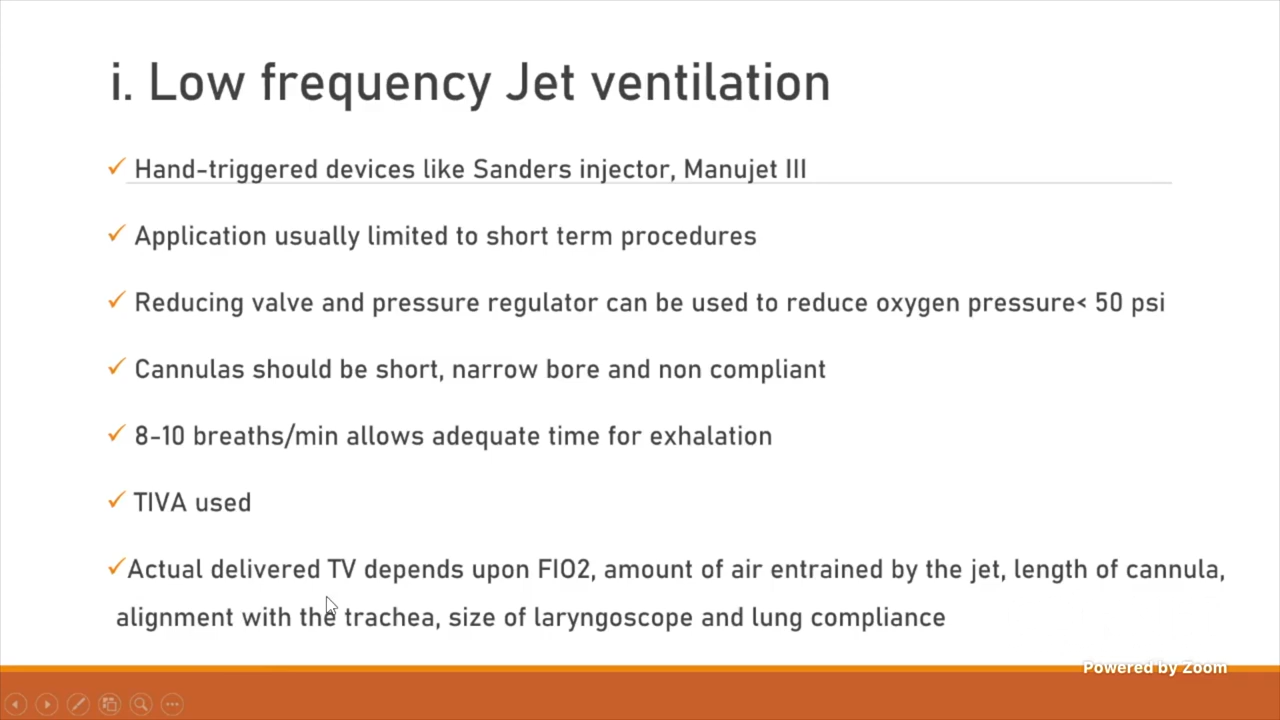 i. Low frequency Jet ventilation
✓ Hand-triggered devices like Sanders injector, Manujet III
✓ Application usually limited to short term procedures
✓ Reducing valve and pressure regulator can be used to reduce oxygen pressure< 50 psi
✓ Cannulas should be short, narrow bore and non compliant
✓ 8-10 breaths/min allows adequate time for exhalation
✓ TIVA used
✓Actual delivered TV depends upon FIO2, amount of air entrained by the jet, length of cannula,
alignment with the trachea, size of laryngoscope and lung compliance
Powered by Zoom